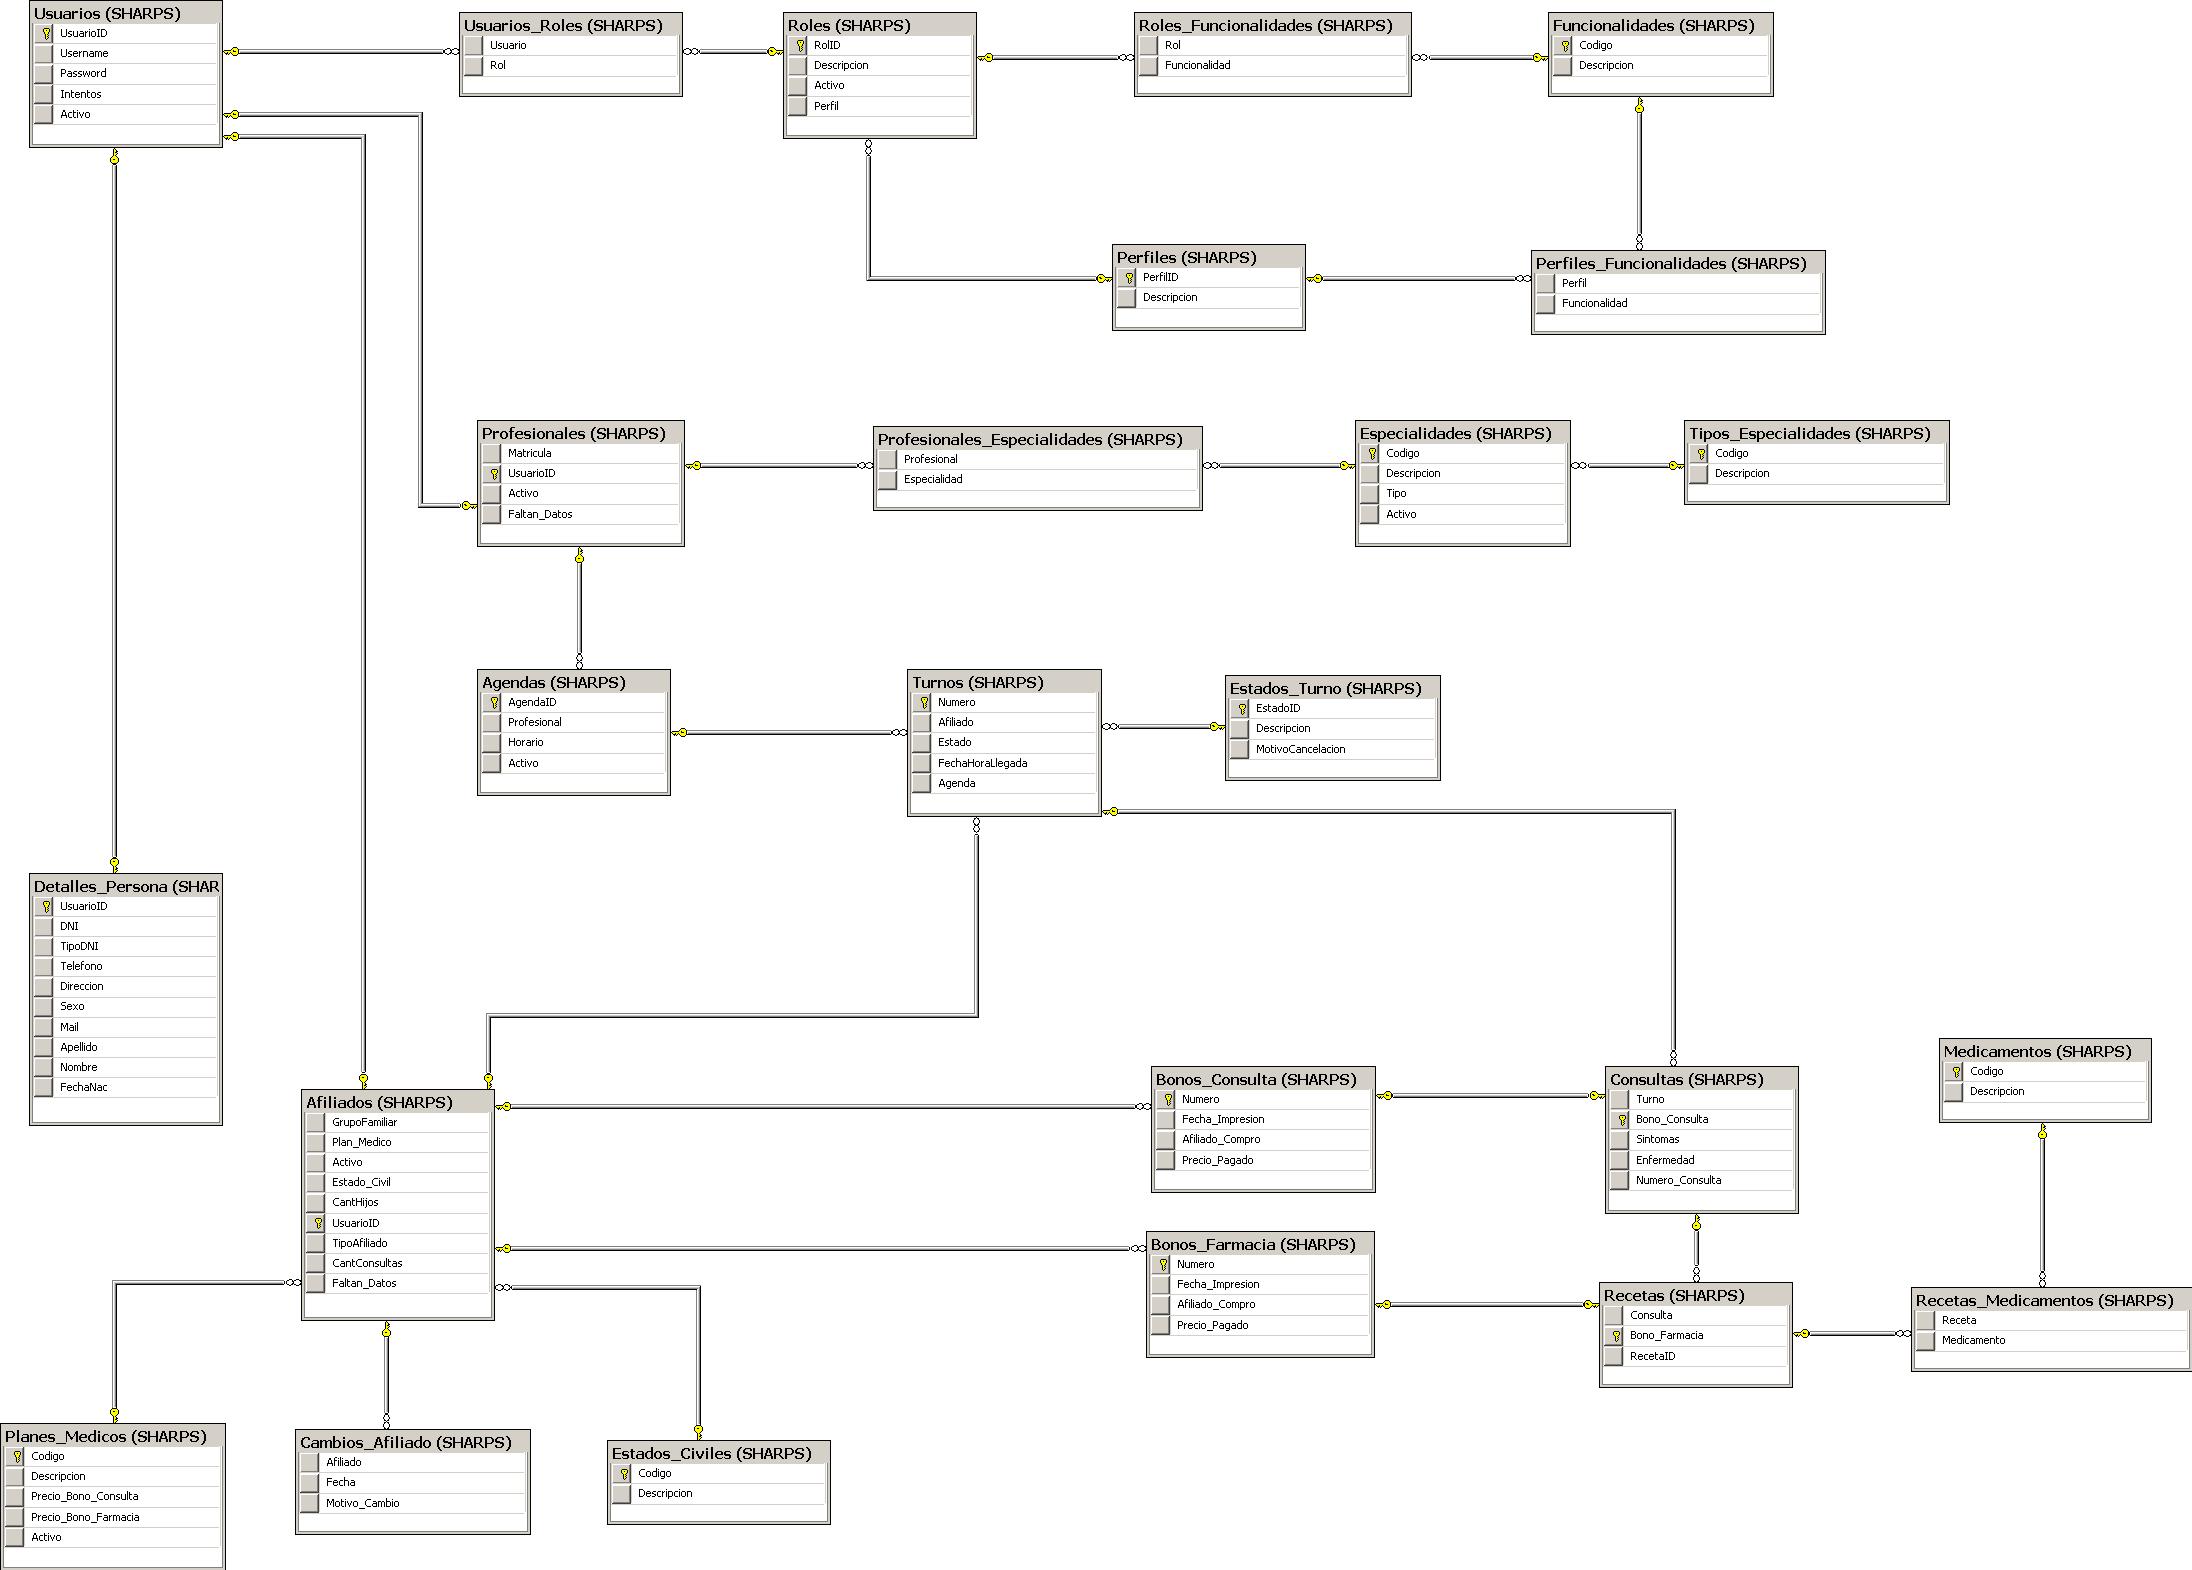 Usuarios (SHARPS)
UsuarioID
Username
Password
Intentos
Activo
Usuarios_Roles (SHARPS)
Usuario
Rol
Roles (SHARPS)
RolID
Descripcion
Activo
Perfil
Roles_Funcionalidades (SHARPS)
Rol
Funcionalidad
Funcionalidades (SHARPS)
Codigo
Descripcion
Perfiles (SHARPS)
PerfilID
Descripcion
Perfiles_Funcionalidades (SHARPS)
Perfil
Funcionalidad
Profesionales (SHARPS)
Matricula
UsuarioID
Activo
Faltan_Datos
Profesionales_Especialidades (SHARPS)
Profesional
Especialidad
Especialidades (SHARPS)
Codigo
Descripcion
Tipo
Activo
Tipos_Especialidades (SHARPS)
Codigo
Descripcion
Agendas (SHARPS)
AgendaID
Profesional
Horario
Activo
Turnos (SHARPS)
Numero
Afiliado
Estado
FechaHoraLlegada
Agenda
Estados_Turno (SHARPS)
EstadoID
Descripcion
MotivoCancelacion
Detalles_Persona (SHAR
UsuarioID
DNI
TipoDNI
Telefono
Direccion
Sexo
Mail
Apellido
Nombre
FechaNac
Afiliados (SHARPS)
GrupoFamiliar
Plan_Medico
Activo
Estado_Civil
CantHijos
UsuarioID
TipoAfiliado
CantConsultas
Faltan_Datos
Bonos_Consulta (SHARPS)
Numero
Fecha_Impresion
Afiliado_Compro
Precio_Pagado
Consultas (SHARPS)
Turno
Bono_Consulta
Sintomas
Enfermedad
Numero_Consulta
Medicamentos (SHARPS)
Codigo
Descripcion
Bonos_Farmacia (SHARPS)
Numero
Fecha_Impresion
Afiliado_Compro
Precio_Pagado
Recetas (SHARPS)
Consulta
Bono_Farmacia
RecetaID
Recetas_Medicamentos (SHARPS)
Receta
Medicamento
Planes_Medicos (SHARPS)
Codigo
Descripcion
Precio_Bono_Consulta
Precio_Bono_Farmacia
Activo
Cambios_Afiliado (SHARPS)
Afiliado
Fecha
Motivo_Cambio
Estados_Civiles (SHARPS)
Codigo
Descripcion